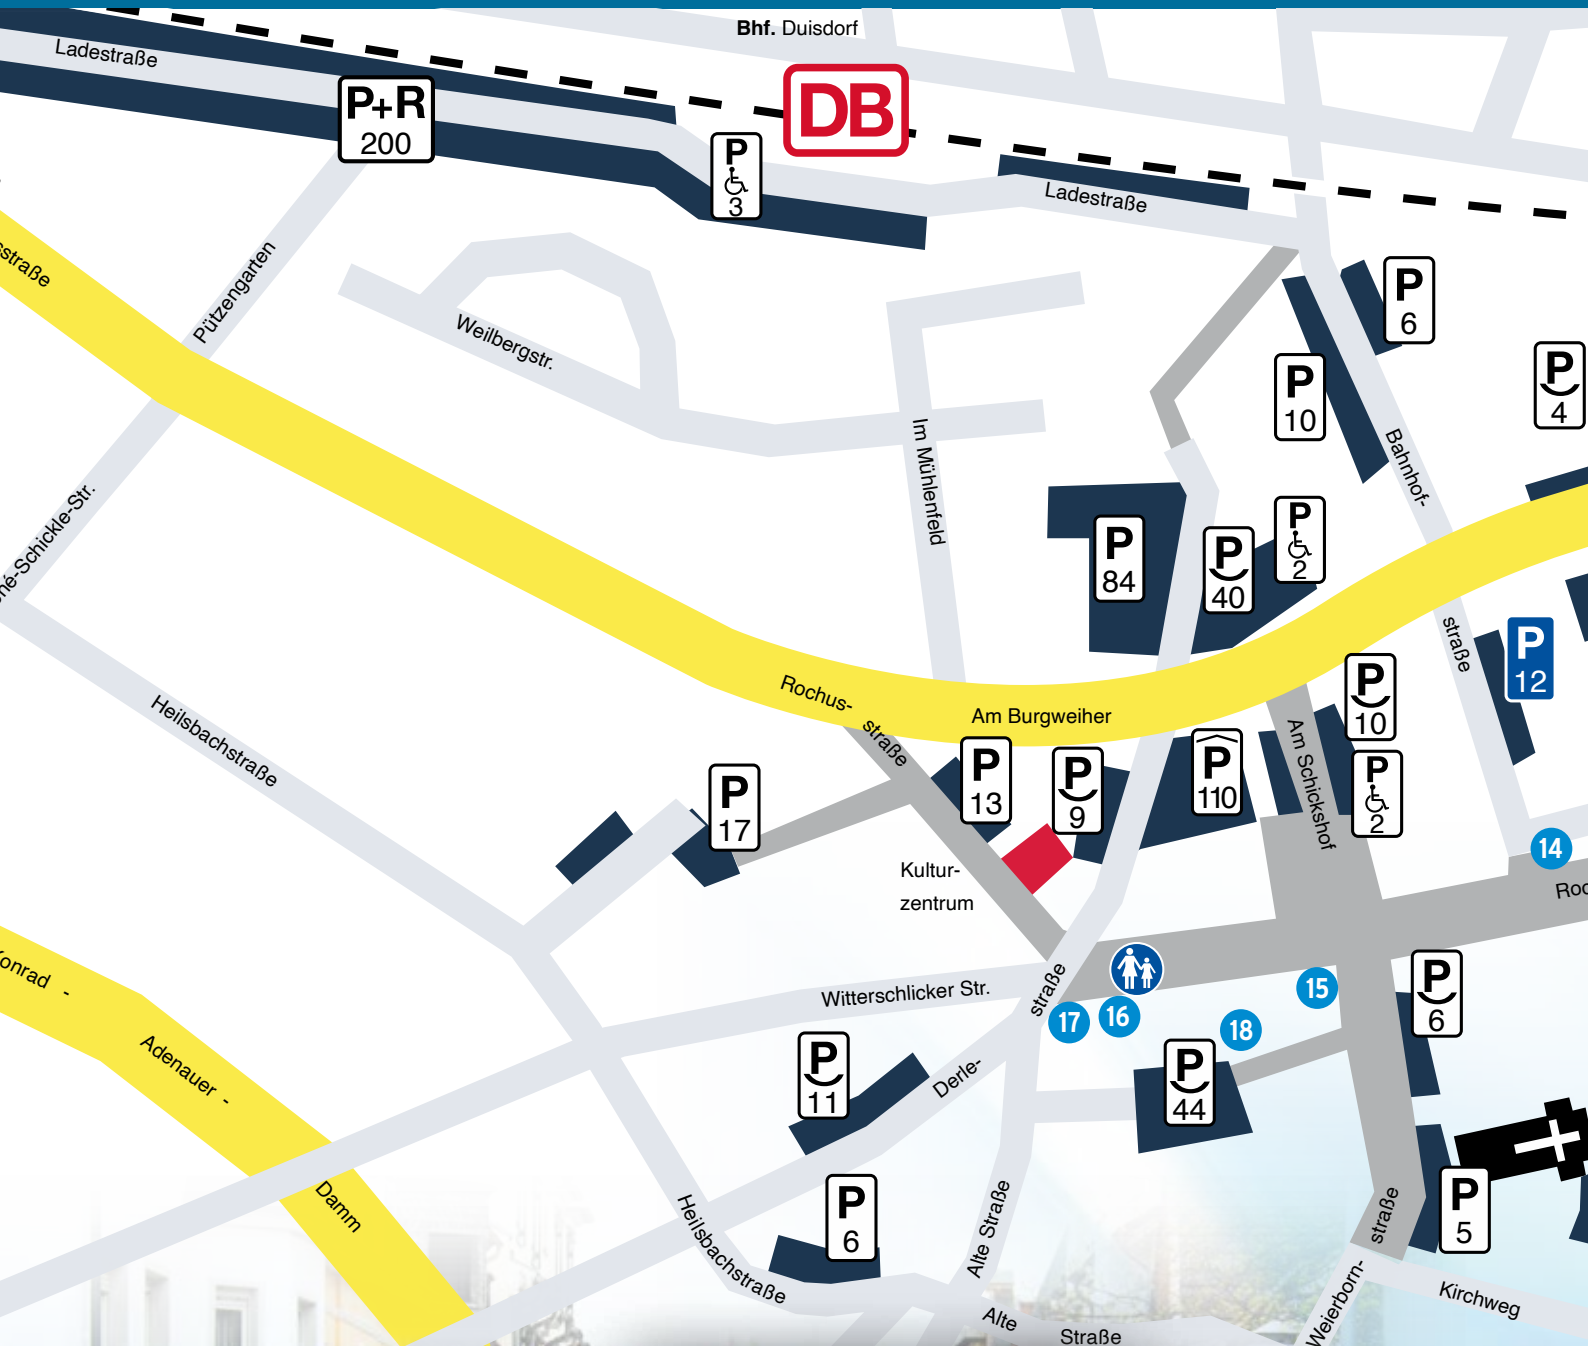 Bhf. Duisdorf
Ladestraße
P+R
200
DB
P
3
Ladestraße
straße
Pützengarten
Weilbergstr.
P
6
P
10
P
4
Im Mühlenfeld
Bahnhof-
né-Schickle-Str.
P
84
P
40
P
2
straße
P
12
Heilsbachstraße
Rochus-
straße
Am Burgweiher
P
10
Am Schickshof
P
17
P
13
P
9
P
110
P
2
14
Kultur-
zentrum
Roc
onrad -
Adenauer -
Damm
Witterschlicker Str.
straße
17
16
15
18
P
6
P
11
Derle-
P
44
P
6
Heilsbachstraße
Alte Straße
straße
P
5
Weierborn-
Kirchweg
Alte
Straße